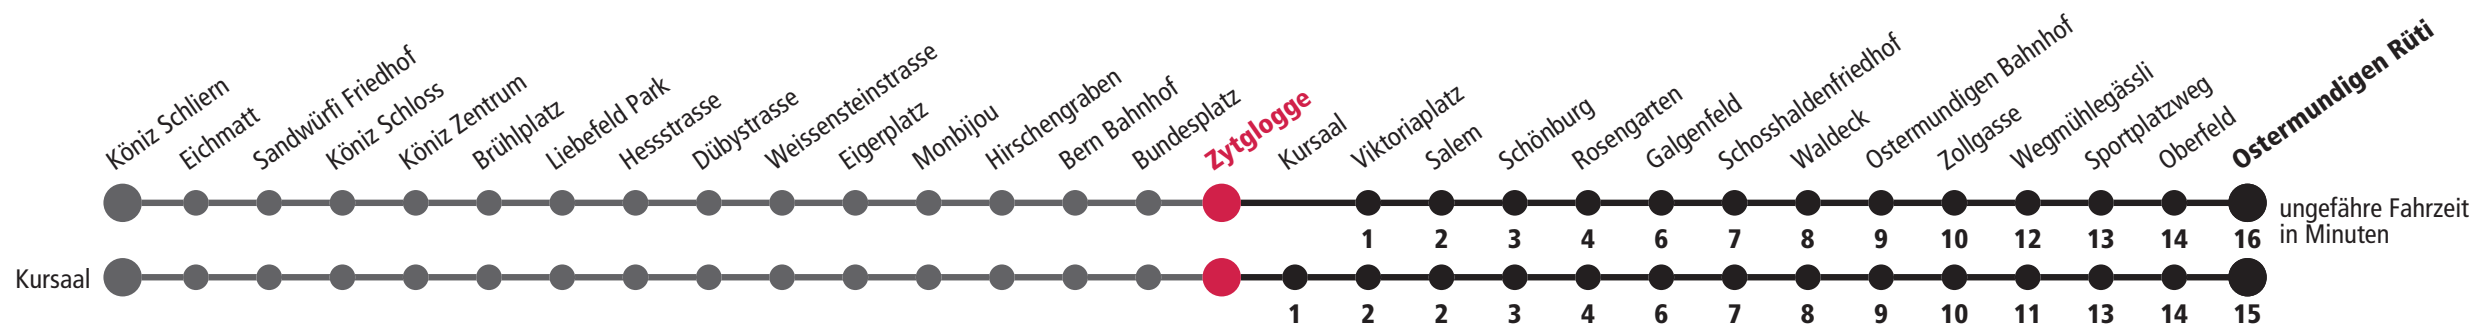 Köniz Schliern
Eichmatt
Sandwürfi Friedhof
Köniz Schloss
Köniz Zentrum
Brühlplatz
Liebefeld Park
Hessstrasse
Dübystrasse
Weissensteinstrasse
Eigerplatz
Monbijou
Hirschengraben
Bern Bahnhof
Bundesplatz
Zytglogge
Kursaal
Viktoriaplatz
Salem
Schönburg
Rosengarten
Galgenfeld
Schosshaldenfriedhof
Waldeck
Ostermundigen Bahnhof
Zollgasse
Wegmühlegässli
Sportplatzweg
Oberfeld
Ostermundigen Rüti
ungefähre Fahrzeit
in Minuten
1 2 3 4 6 7 8 9 10 12 13 14 16
Kursaal
1 2 2 3 4 6 7 8 9 10 11 13 14 15